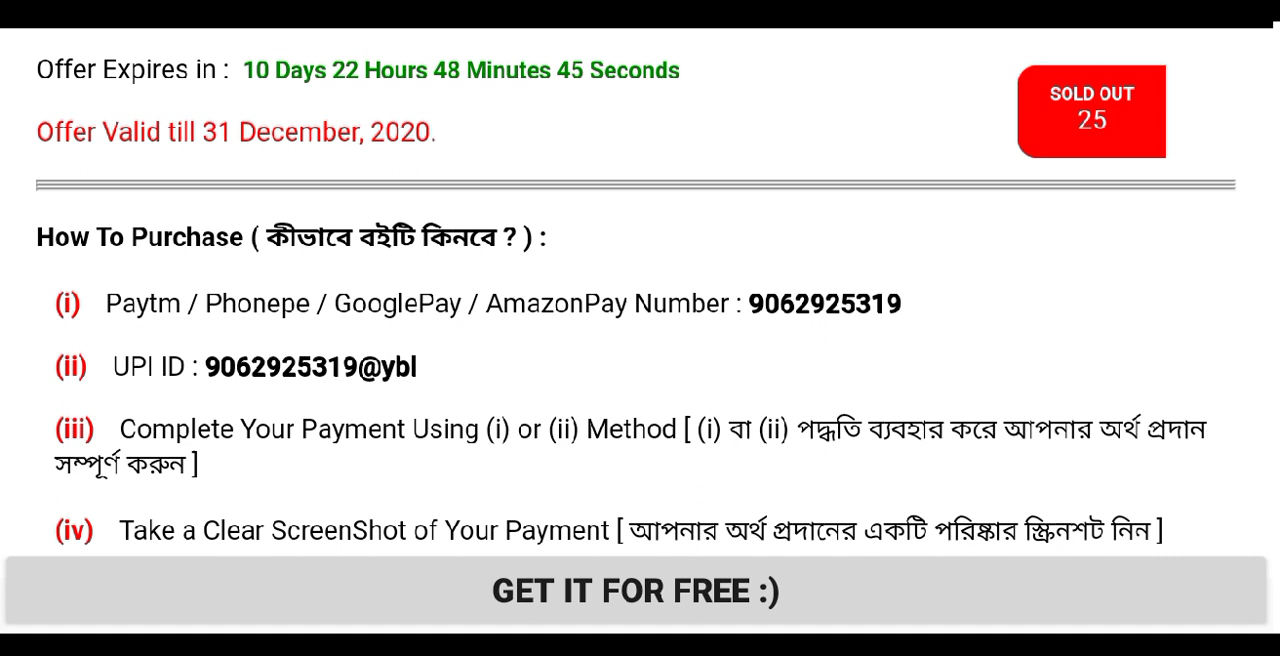 Offer Expires in : 10 Days 22 Hours 48 Minutes 45 Seconds
SOLD OUT
25
Offer Valid till 31 December, 2020.
How To Purchase ( কীভাবে বইটি কিনবে ? ) :
(i) Paytm / Phonepe / GooglePay / AmazonPay Number : 9062925319
(ii) UPI ID : 9062925319@ybl
(iii) Complete Your Payment Using (i) or (ii) Method [ (i) বা (ii) পদ্ধতি ব্যবহার করে আপনার অর্থ প্রদান
সম্পূর্ণ করুন ]
(iv) Take a Clear ScreenShot of Your Payment [ আপনার অর্থ প্রদানের একটি পরিষ্কার স্ক্রিনশট নিন ]
GET IT FOR FREE :)